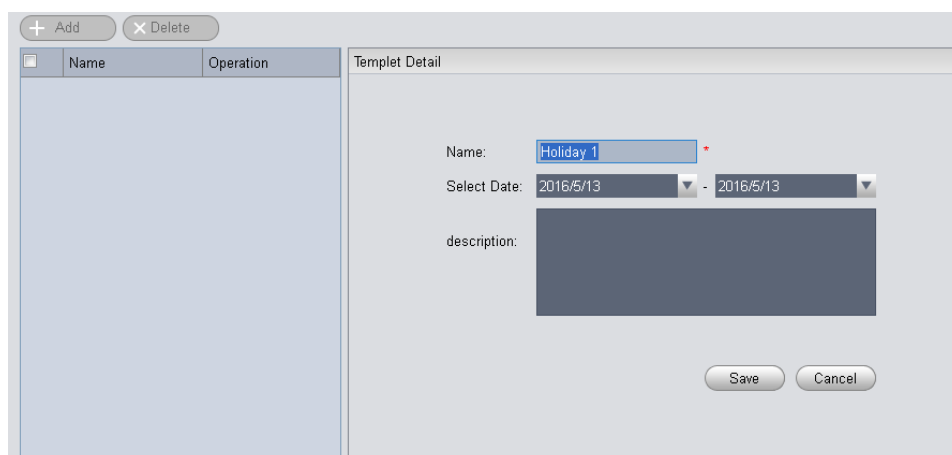 Add Delete
Name Operation
Templet Detail
Name: Holiday 1 *
Select Date: 2016/5/13 - 2016/5/13
description:
Save Cancel